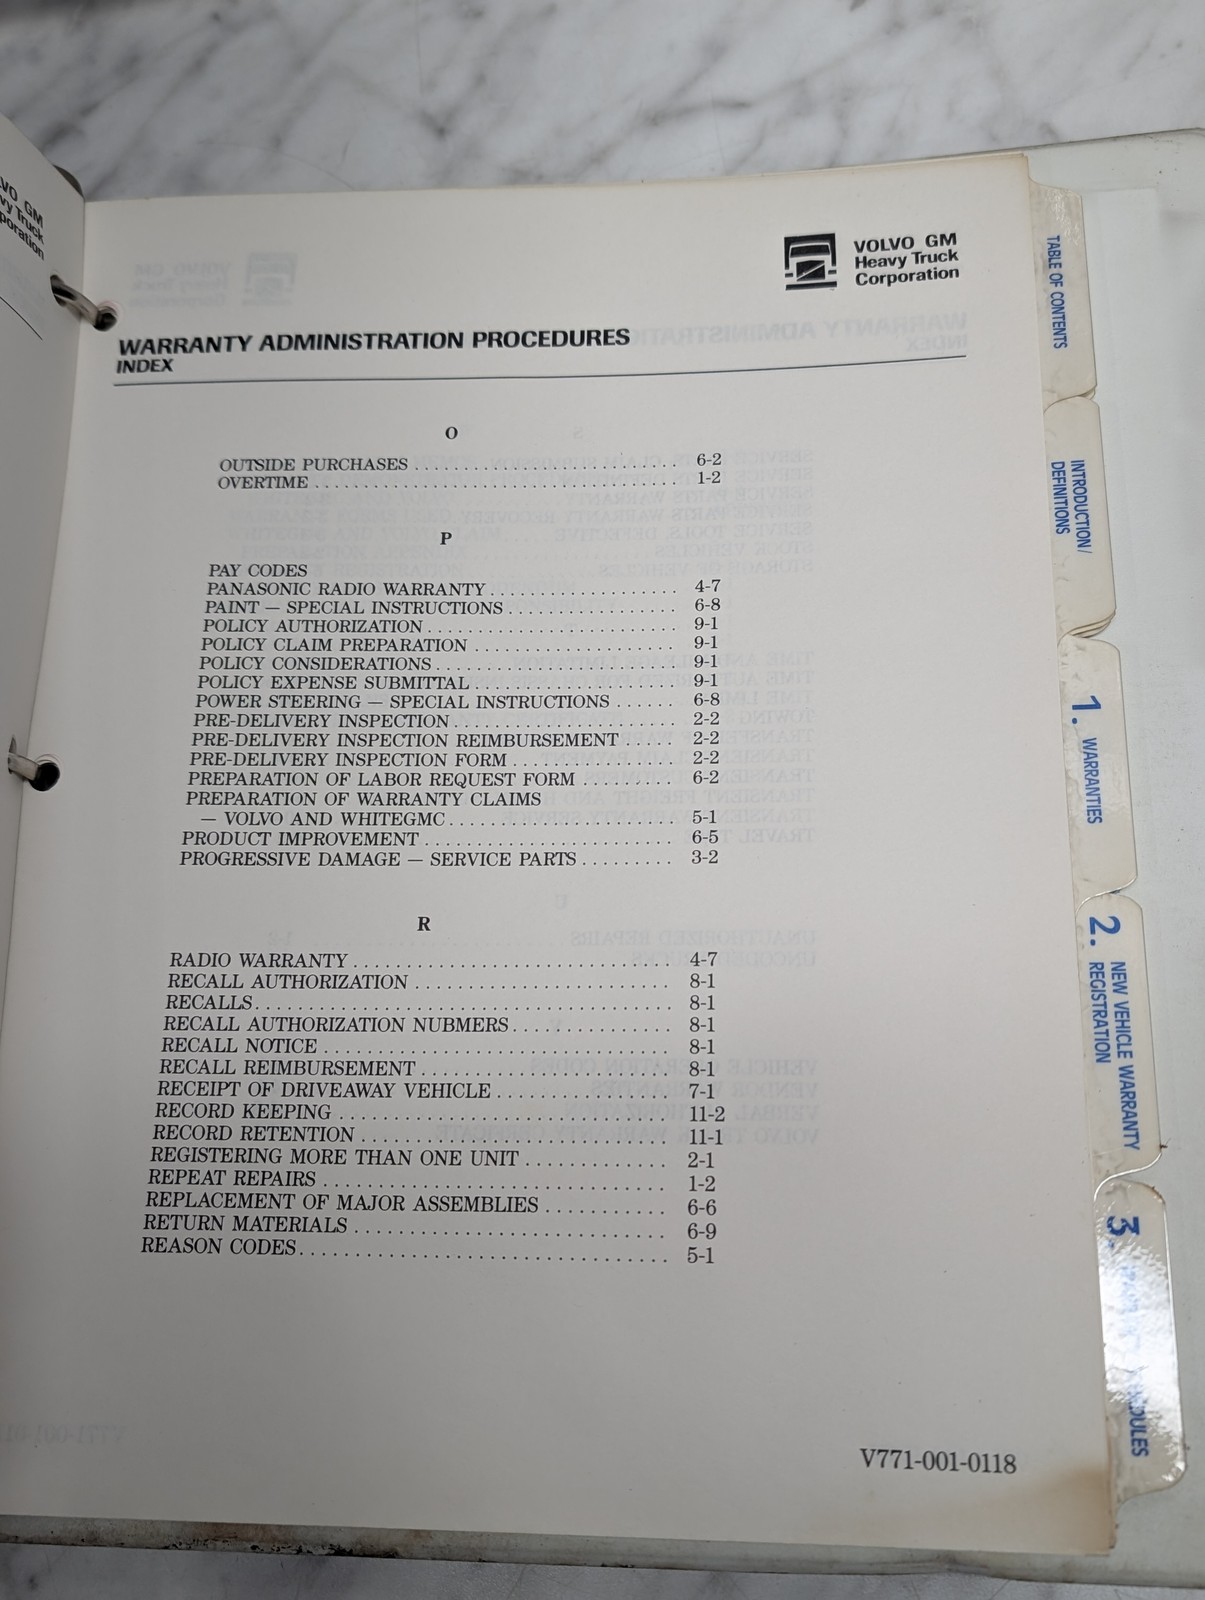 VO GM
vy Truck
poration
VOLVO GM
Heavy Truck
Corporation
WARRANTY ADMINISTRATION PROCEDURES
INDEX
O
OUTSIDE PURCHASES ............................ 6-2
OVERTIME ...................................... 1-2
P
PAY CODES
PANASONIC RADIO WARRANTY .................... 4-7
PAINT — SPECIAL INSTRUCTIONS .................. 6-8
POLICY AUTHORIZATION ........................... 9-1
POLICY CLAIM PREPARATION ...................... 9-1
POLICY CONSIDERATIONS .......................... 9-1
POLICY EXPENSE SUBMITTAL ...................... 9-1
POWER STEERING — SPECIAL INSTRUCTIONS ...... 6-8
PRE-DELIVERY INSPECTION ........................ 2-2
PRE-DELIVERY INSPECTION REIMBURSEMENT ..... 2-2
PRE-DELIVERY INSPECTION FORM ................. 2-2
PREPARATION OF LABOR REQUEST FORM .......... 6-2
PREPARATION OF WARRANTY CLAIMS
— VOLVO AND WHITEGMC ........................ 5-1
PRODUCT IMPROVEMENT .......................... 6-5
PROGRESSIVE DAMAGE — SERVICE PARTS ......... 3-2
R
RADIO WARRANTY ................................. 4-7
RECALL AUTHORIZATION .......................... 8-1
RECALLS .......................................... 8-1
RECALL AUTHORIZATION NUBMERS ................ 8-1
RECALL NOTICE ................................... 8-1
RECALL REIMBURSEMENT .......................... 8-1
RECEIPT OF DRIVEAWAY VEHICLE .................. 7-1
RECORD KEEPING .................................. 11-2
RECORD RETENTION ............................... 11-1
REGISTERING MORE THAN ONE UNIT ............. 2-1
REPEAT REPAIRS .................................. 1-2
REPLACEMENT OF MAJOR ASSEMBLIES ........... 6-6
RETURN MATERIALS ............................... 6-9
REASON CODES .................................... 5-1
V771-001-0118
TABLE OF CONTENTS
INTRODUCTION/
DEFINITIONS
1. WARRANTIES
2. NEW VEHICLE WARRANTY
REGISTRATION
3.